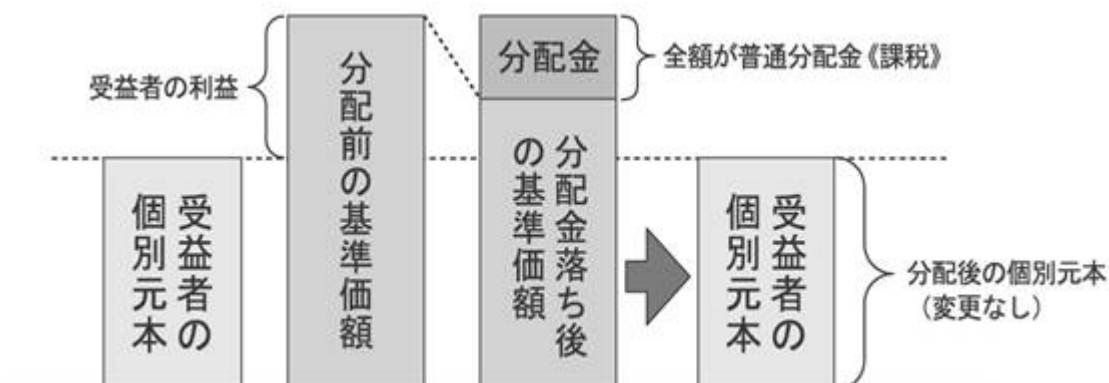 受益者の利益
受益者の
個別元本
分配前の基準価額
分配金
全額が普通分配金《課税》
分配金落ち後
の基準価額
受益者の
個別元本
分配後の個別元本
（変更なし）